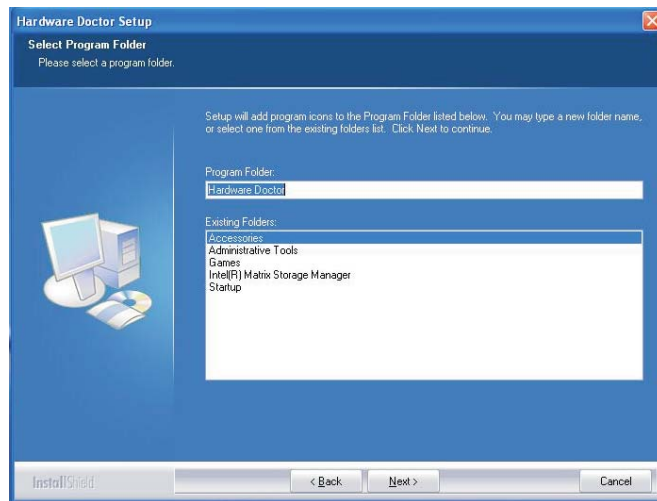 Hardware Doctor Setup
Select Program Folder
Please select a program folder.
Setup will add program icons to the Program Folder listed below. You may type a new folder name,
or select one from the existing folders list. Click Next to continue.
Program Folder:
Hardware Doctor
Existing Folders:
Accessories
Administrative Tools
Games
Intel(R) Matrix Storage Manager
Startup
InstallShield
< Back
Next >
Cancel